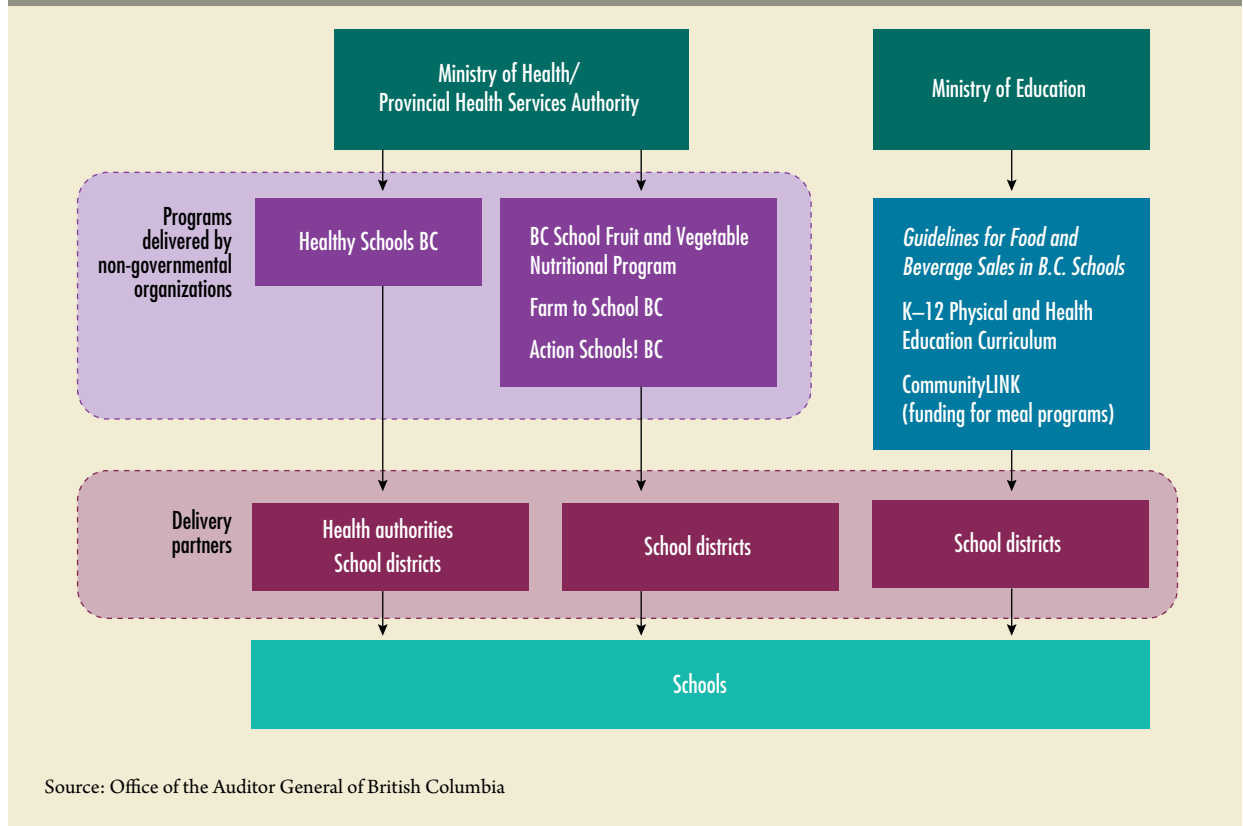 Ministry of Health/
Provincial Health Services Authority
Ministry of Education
Programs
delivered by
non-governmental
organizations
Healthy Schools BC
BC School Fruit and Vegetable
Nutritional Program
Farm to School BC
Action Schools! BC
Guidelines for Food and
Beverage Sales in B.C. Schools
K–12 Physical and Health
Education Curriculum
CommunityLINK
(funding for meal programs)
Delivery
partners
Health authorities
School districts
School districts
School districts
Schools
Source: Office of the Auditor General of British Columbia